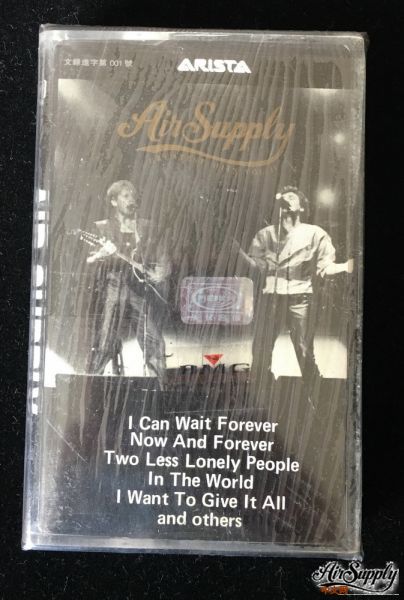 文錄進字第 001 號
ARISTA
Air Supply
BMG
I Can Wait Forever
Now And Forever
Two Less Lonely People
In The World
I Want To Give It All
and others
Air Supply